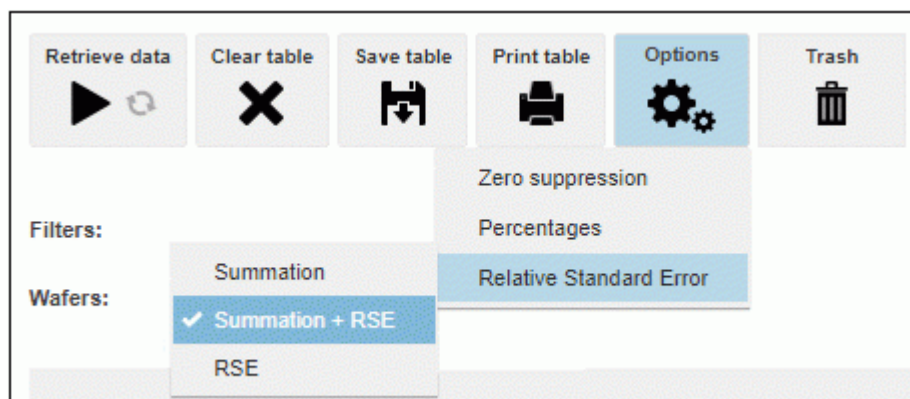 Retrieve data Clear table Save table Print table Options Trash
Zero suppression
Filters:
Percentages
Summation
Relative Standard Error
Wafers:
Summation + RSE
RSE